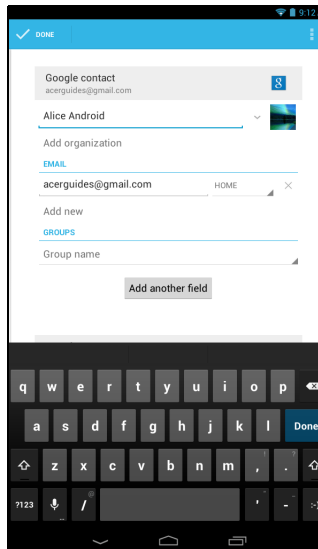 9:12
DONE
Google contact
acerguides@gmail.com
8
Alice Android
Add organization
EMAIL
acerguides@gmail.com HOME
Add new
GROUPS
Group name
Add another field
q w e r t y u i o p
a s d f g h j k l Done
z x c v b n m , ! . ?
?123 / @ ' " - _ :-